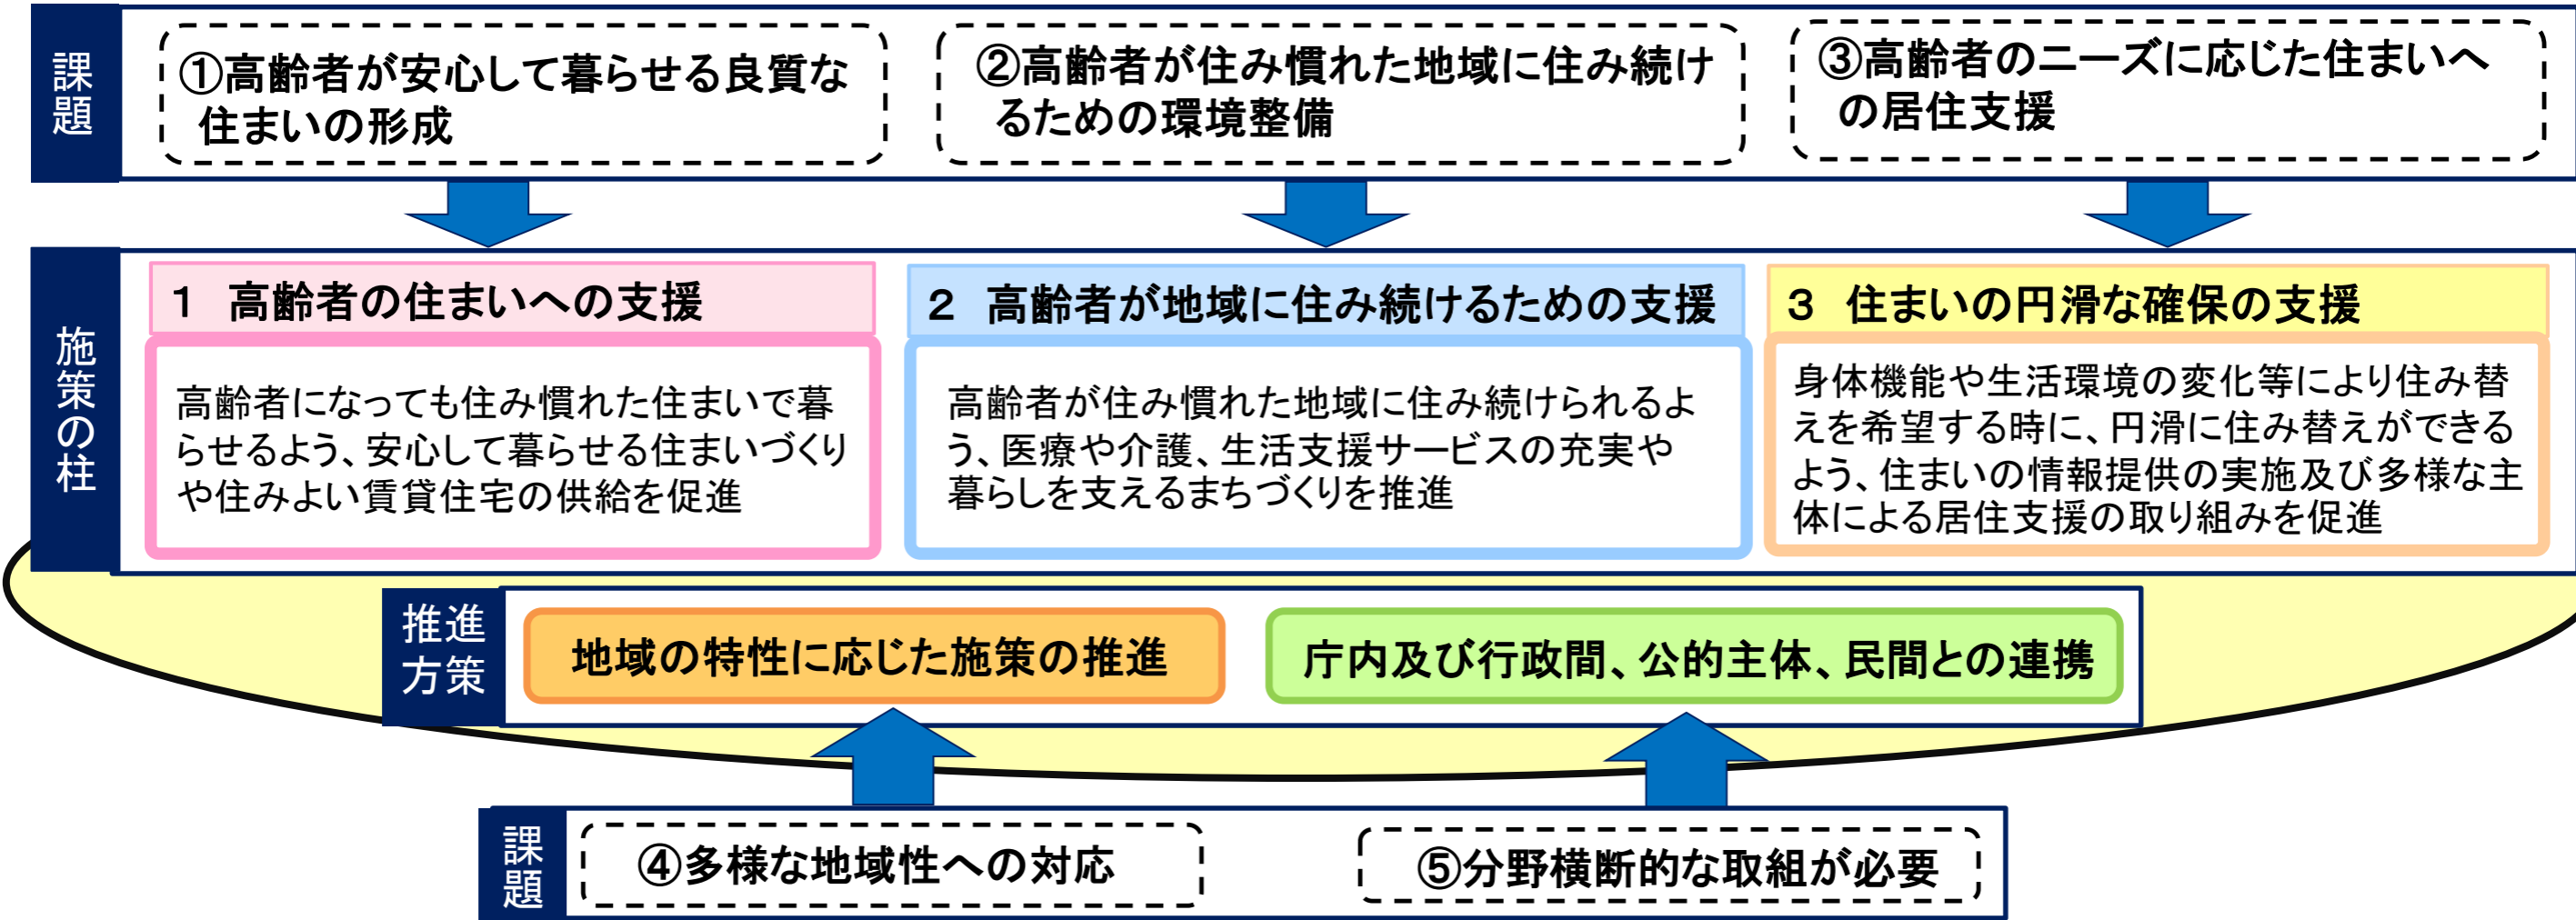 課題
①高齢者が安心して暮らせる良質な
住まいの形成
②高齢者が住み慣れた地域に住み続け
るための環境整備
③高齢者のニーズに応じた住まいへ
の居住支援
施策の柱
1 高齢者の住まいへの支援
高齢者になっても住み慣れた住まいで暮
らせるよう、安心して暮らせる住まいづくり
や住みよい賃貸住宅の供給を促進
2 高齢者が地域に住み続けるための支援
高齢者が住み慣れた地域に住み続けられるよ
う、医療や介護、生活支援サービスの充実や
暮らしを支えるまちづくりを推進
3 住まいの円滑な確保の支援
身体機能や生活環境の変化等により住み替
えを希望する時に、円滑に住み替えができる
よう、住まいの情報提供の実施及び多様な主
体による居住支援の取り組みを促進
推進
方策
地域の特性に応じた施策の推進
庁内及び行政間、公的主体、民間との連携
課題
④多様な地域性への対応
⑤分野横断的な取組が必要